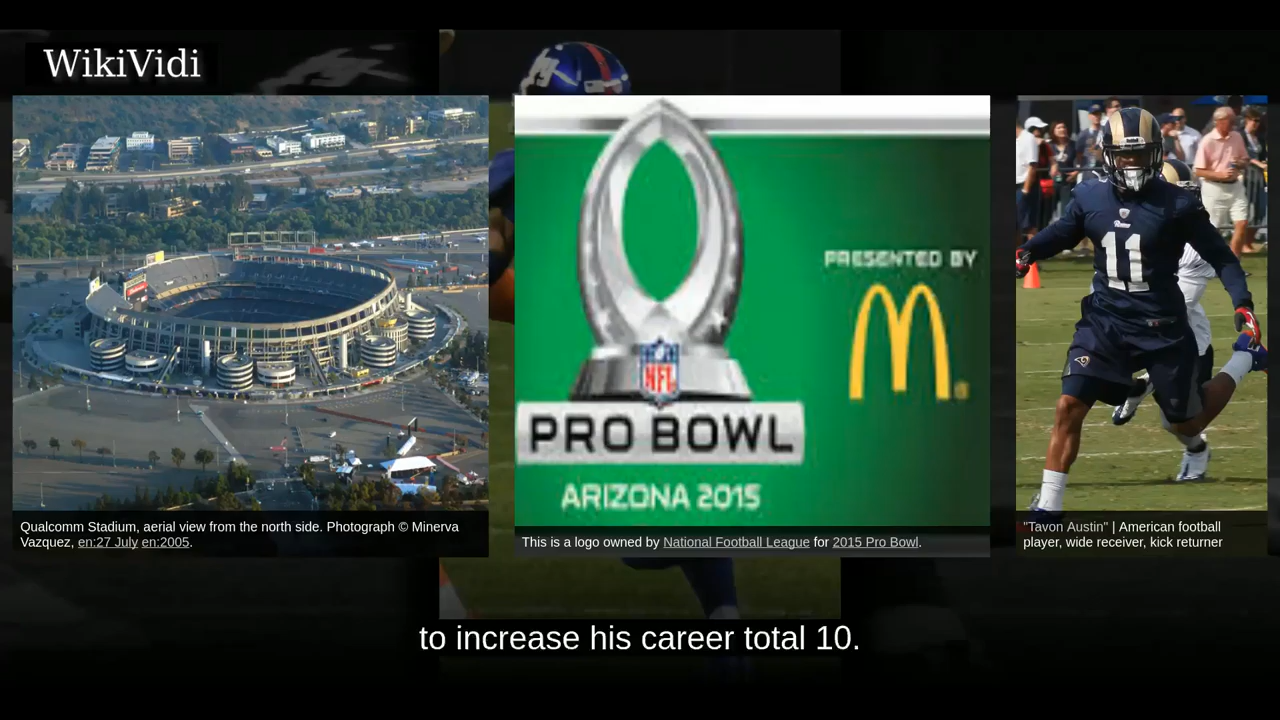 WikiVidi
PRESENTED BY
NFL
PRO BOWL
ARIZONA 2015
Rams
11
Qualcomm Stadium, aerial view from the north side. Photograph © Minerva
Vazquez, en:27 July en:2005.
This is a logo owned by National Football League for 2015 Pro Bowl.
"Tavon Austin" | American football
player, wide receiver, kick returner
to increase his career total 10.